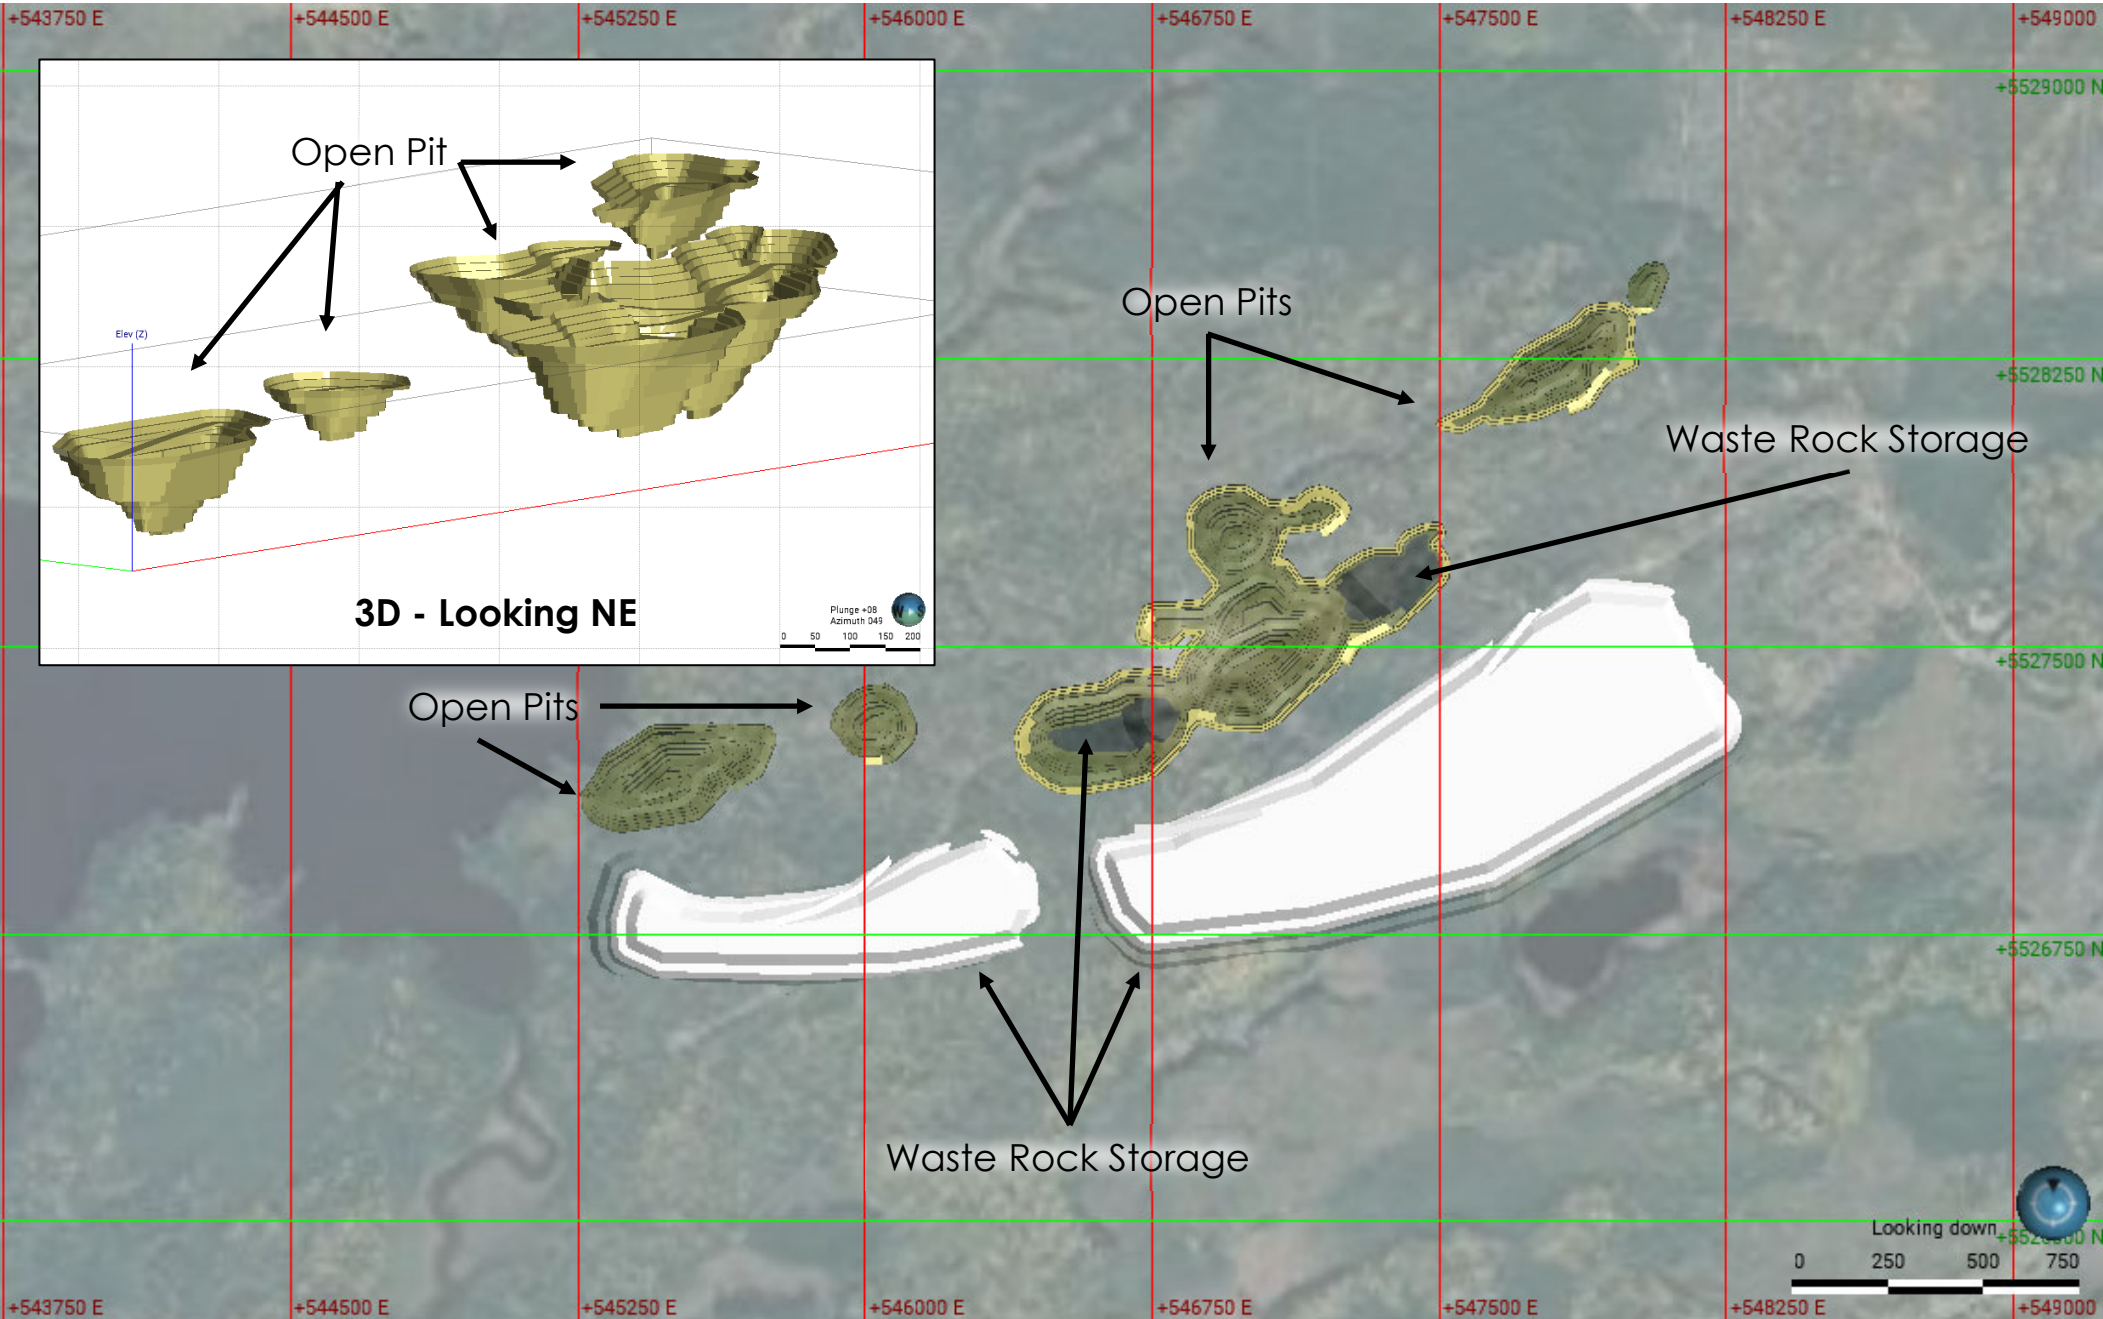 +543750 E
+544500 E
+545250 E
+546000 E
+546750 E
+547500 E
+548250 E
+549000
+5529000 N
Open Pit
Elev (Z)
3D - Looking NE
Plunge +08
Azimuth 049
W S
0 50 100 150 200
Open Pits
+5528250 N
Waste Rock Storage
+5527500 N
Open Pits
+5526750 N
Waste Rock Storage
Looking down
0 250 500 750
+543750 E
+544500 E
+545250 E
+546000 E
+546750 E
+547500 E
+548250 E
+549000